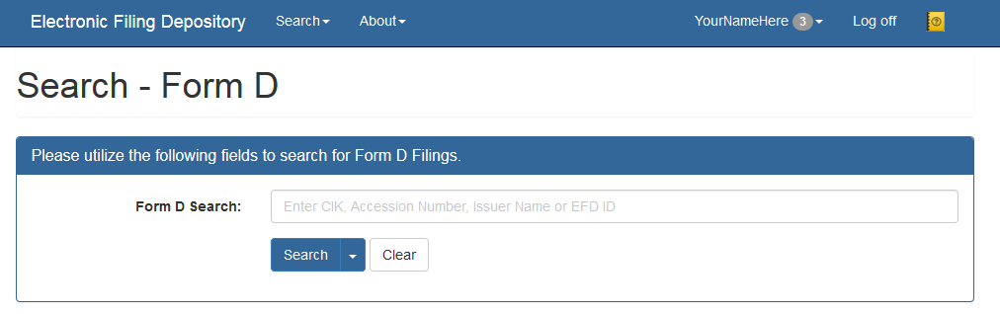 Electronic Filing Depository Search About YourNameHere 3 Log off ?
Search - Form D
Please utilize the following fields to search for Form D Filings.
Form D Search: Enter CIK, Accession Number, Issuer Name or EFD ID
Search Clear